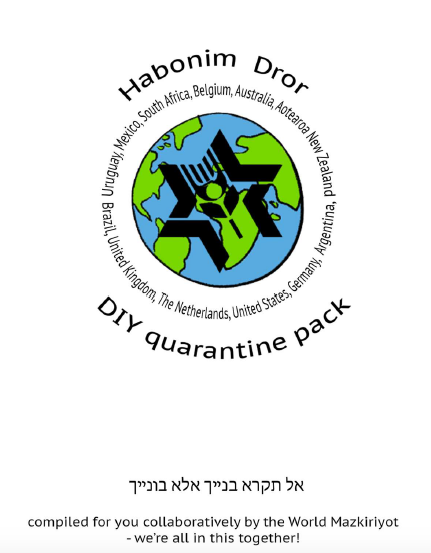 Habonim Dror
Uruguay, Mexico, South Africa, Belgium, Australia, Aotearoa New Zealand
Brazil, United Kingdom, The Netherlands, United States, Germany, Argentina,
DIY quarantine pack
אל תקרא בנייך אלא בונייך
compiled for you collaboratively by the World Mazkiriyot
- we're all in this together!